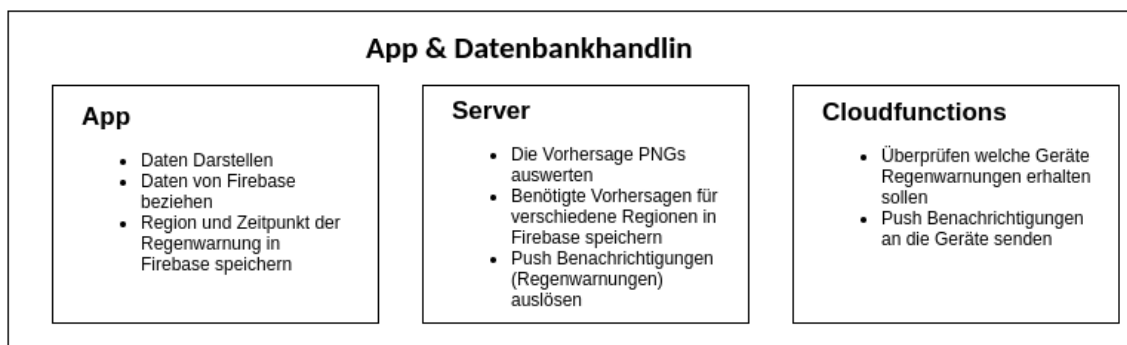 App & Datenbankhandlin
App
• Daten Darstellen
• Daten von Firebase
beziehen
• Region und Zeitpunkt der
Regenwarnung in
Firebase speichern
Server
• Die Vorhersage PNGs
auswerten
• Benötigte Vorhersagen für
verschiedene Regionen in
Firebase speichern
• Push Benachrichtigungen
(Regenwarnungen)
auslösen
Cloudfunctions
• Überprüfen welche Geräte
Regenwarnungen erhalten
sollen
• Push Benachrichtigungen
an die Geräte senden